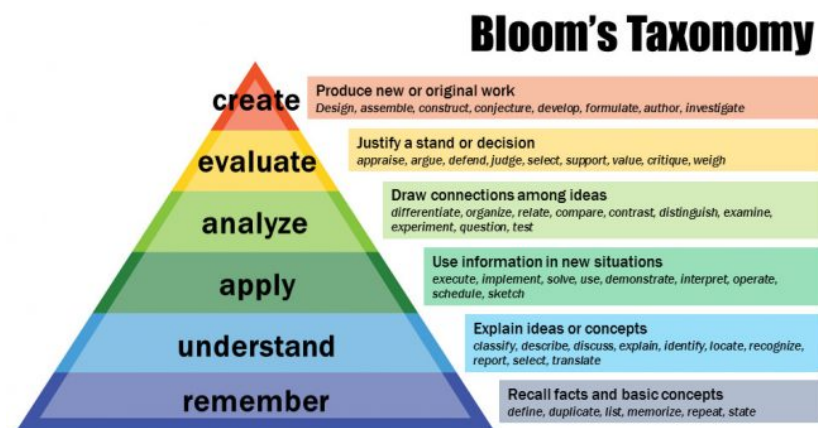 Bloom's Taxonomy
create
Produce new or original work
Design, assemble, construct, conjecture, develop, formulate, author, investigate
evaluate
Justify a stand or decision
appraise, argue, defend, judge, select, support, value, critique, weigh
analyze
Draw connections among ideas
differentiate, organize, relate, compare, contrast, distinguish, examine,
experiment, question, test
apply
Use information in new situations
execute, implement, solve, use, demonstrate, interpret, operate,
schedule, sketch
understand
Explain ideas or concepts
classify, describe, discuss, explain, identify, locate, recognize,
report, select, translate
remember
Recall facts and basic concepts
define, duplicate, list, memorize, repeat, state